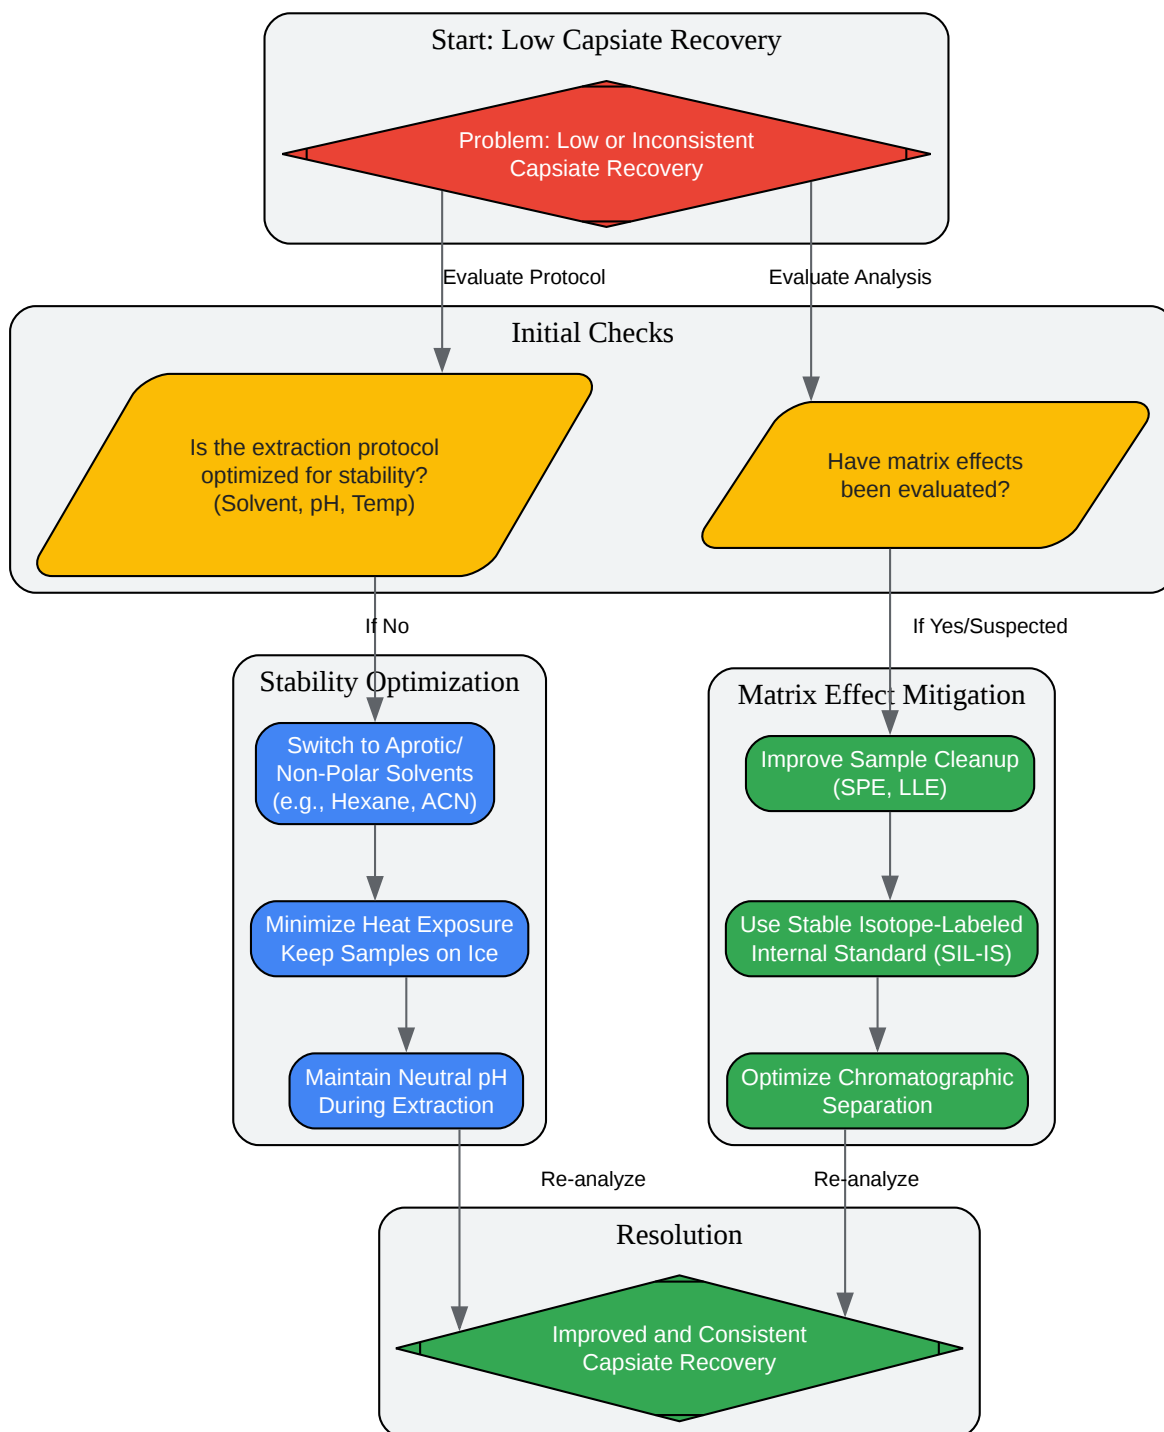 Start: Low Capsiate Recovery
Problem: Low or Inconsistent
Capsiate Recovery
Evaluate Protocol
Evaluate Analysis
Initial Checks
Is the extraction protocol
optimized for stability?
(Solvent, pH, Temp)
Have matrix effects
been evaluated?
If No
If Yes/Suspected
Stability Optimization
Switch to Aprotic/
Non-Polar Solvents
(e.g., Hexane, ACN)
Minimize Heat Exposure
Keep Samples on Ice
Maintain Neutral pH
During Extraction
Matrix Effect Mitigation
Improve Sample Cleanup
(SPE, LLE)
Use Stable Isotope-Labeled
Internal Standard (SIL-IS)
Optimize Chromatographic
Separation
Re-analyze
Re-analyze
Resolution
Improved and Consistent
Capsiate Recovery